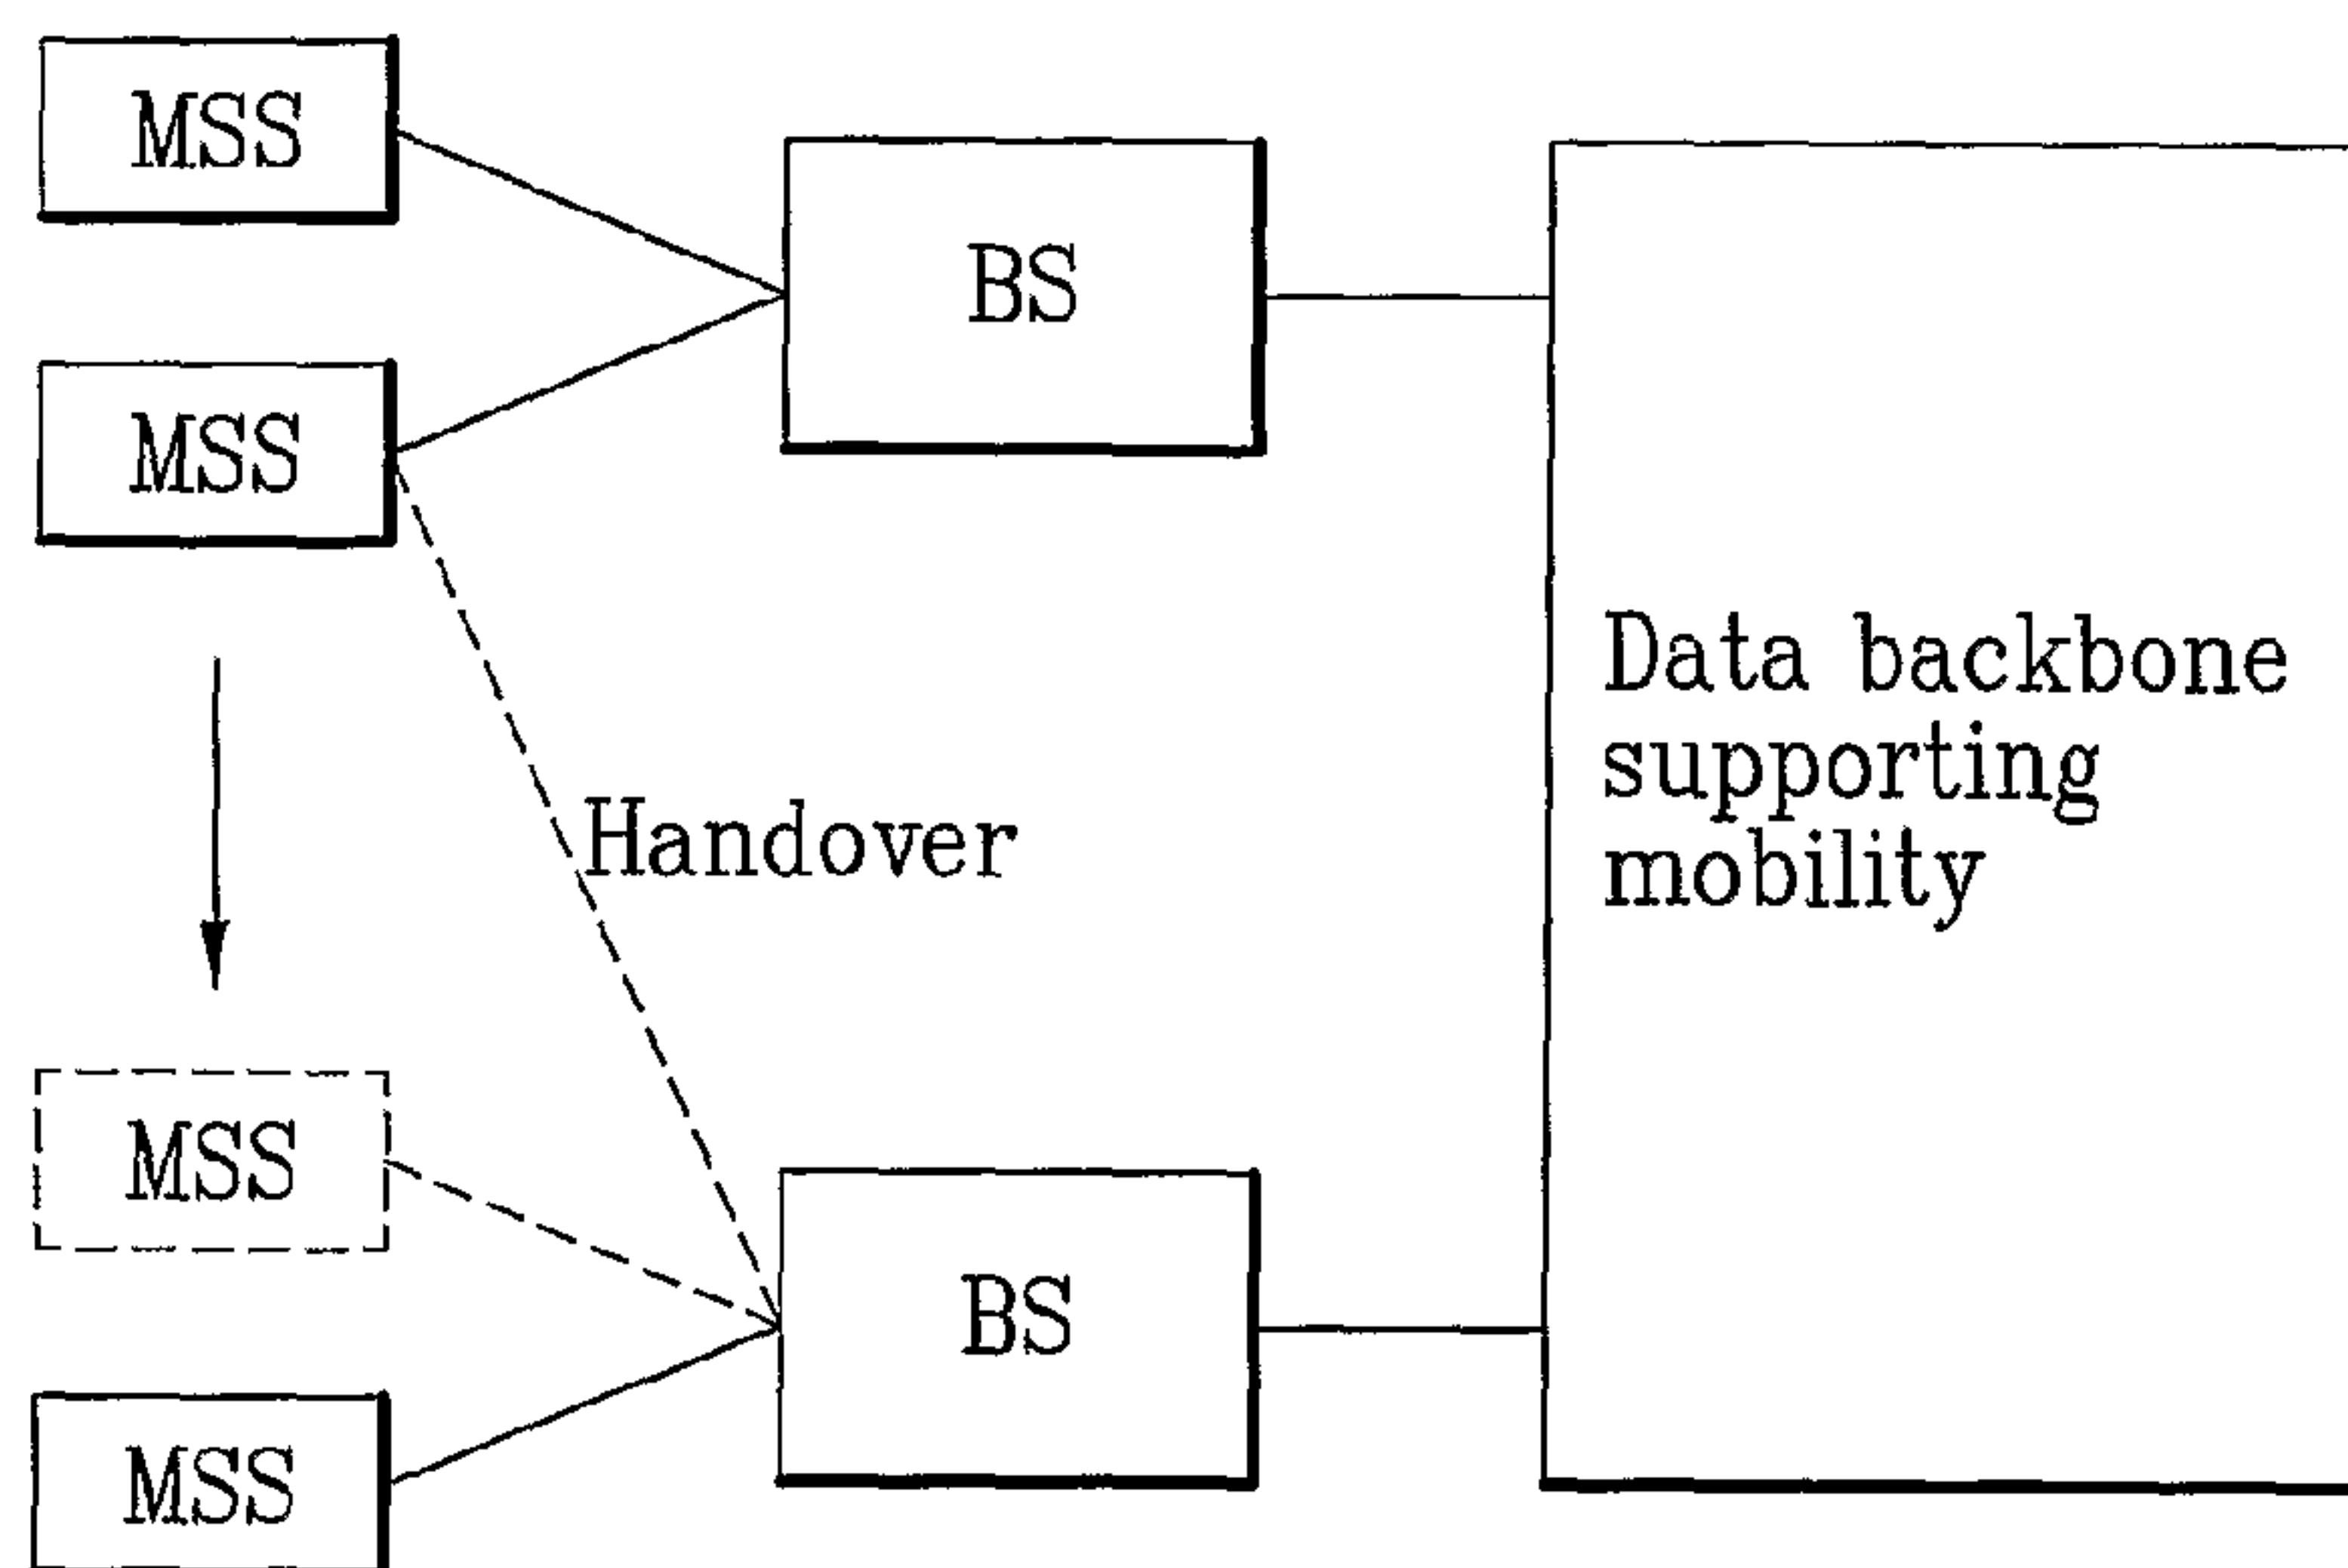 MSS
BS
MSS
Data backbone
supporting
mobility
Handover
MSS
BS
MSS